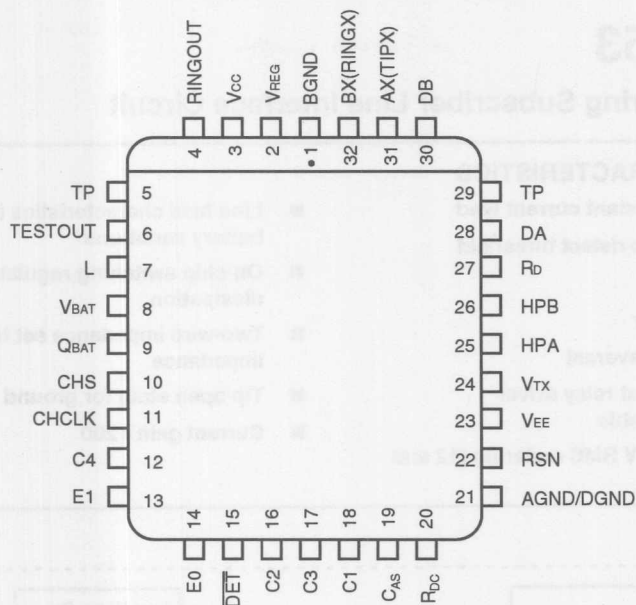 RINGOUT
VCC
VREG
BGND
BX(RINGX)
AX(TIPX)
DB
4
3
2
32
31
30
TP 5
29 TP
TESTOUT 6
28 DA
L 7
27 RD
VBAT 8
26 HPB
QBAT 9
25 HPA
CHS 10
24 VTX
CHCLK 11
23 VEE
C4 12
22 RSN
E1 13
21 AGND/DGND
14
15
16
17
18
19
20
E0
DET
C2
C3
C1
CAS
RDC